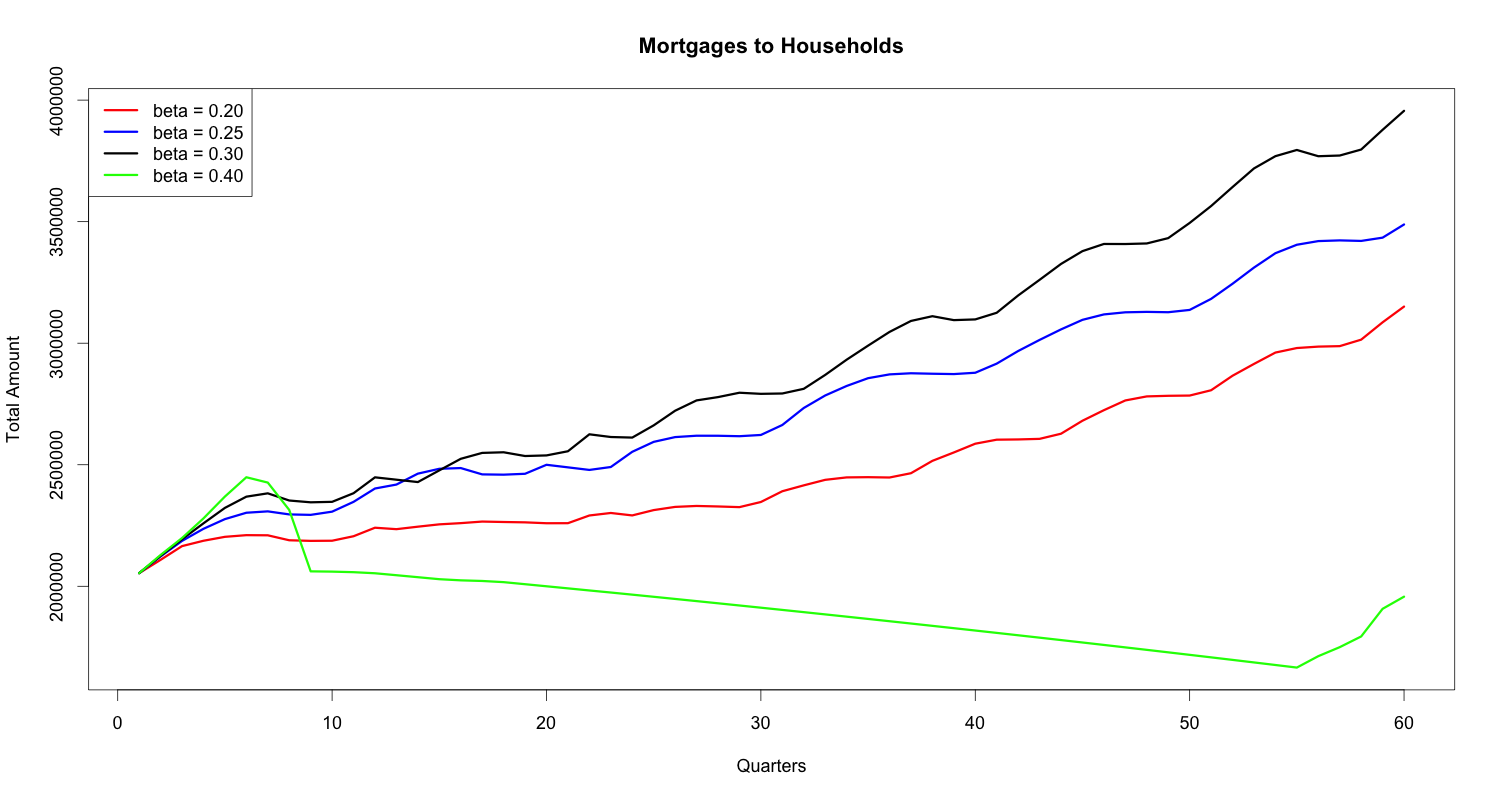 Mortgages to Households
beta = 0.20
beta = 0.25
beta = 0.30
beta = 0.40
Total Amount
4000000
3500000
3000000
2500000
2000000
0 10 20 30 40 50 60
Quarters